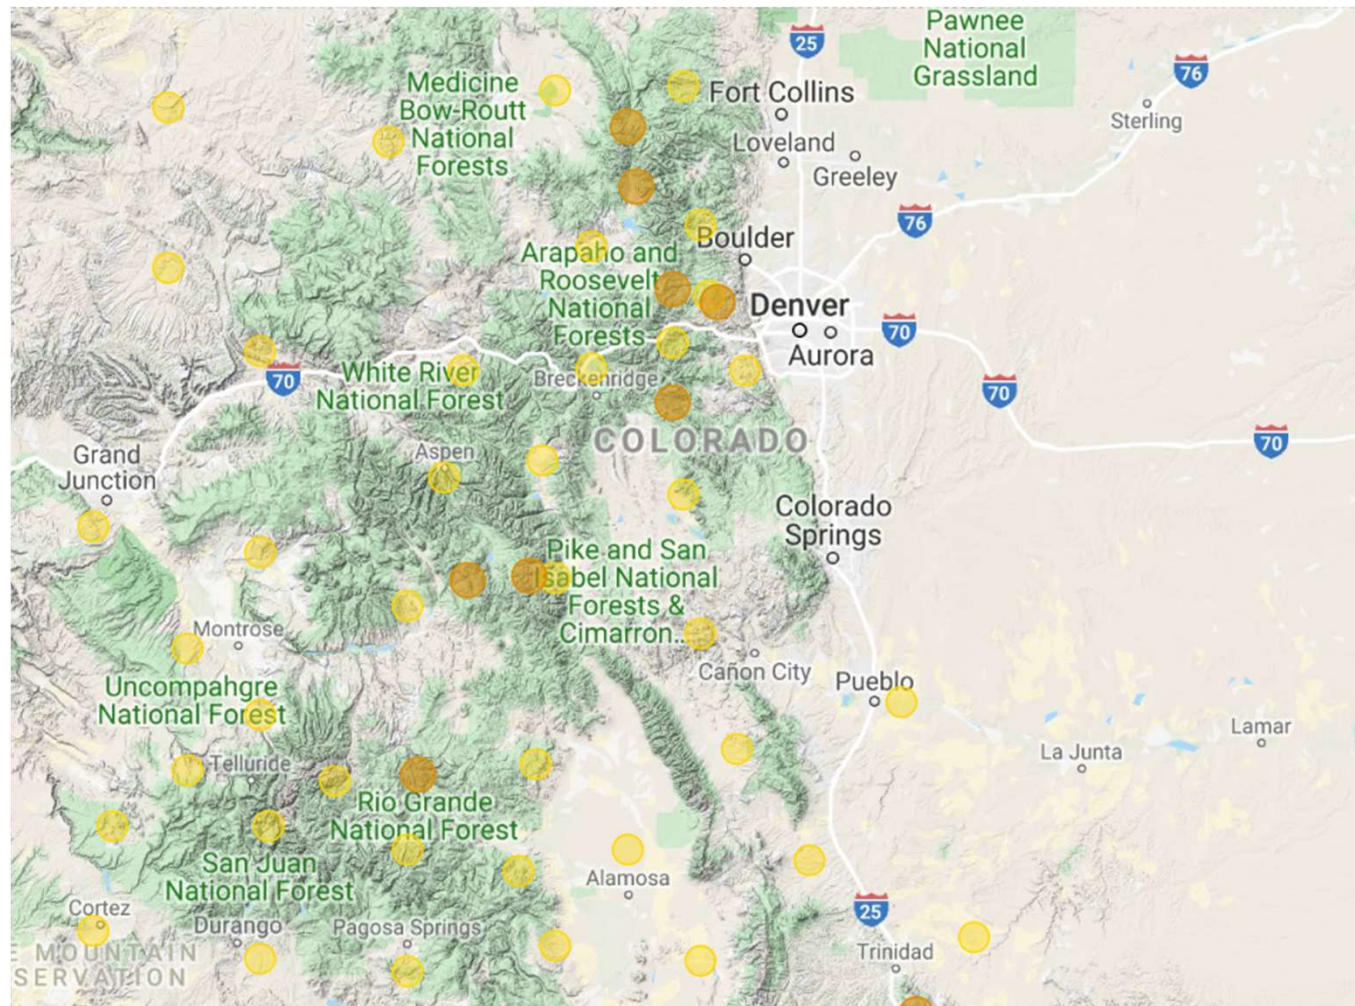 Pawnee
National
Grassland
25
76
Medicine
Bow-Routt
National
Forests
Fort Collins
Sterling
Loveland
Greeley
76
Boulder
Arapaho and
Roosevelt
National
Forests
Denver
70
Aurora
70
White River
National Forest
Breckenridge
70
COLORADO
70
Grand
Junction
Aspen
Colorado
Springs
Pike and San
Isabel National
Forests &
Cimarron...
Montrose
Cañon City
Pueblo
Uncompahgre
National Forest
Lamar
La Junta
Telluride
Rio Grande
National Forest
San Juan
National Forest
Alamosa
25
Cortez
Durango
Pagosa Springs
Trinidad
E MOUNTAIN
SERVATION